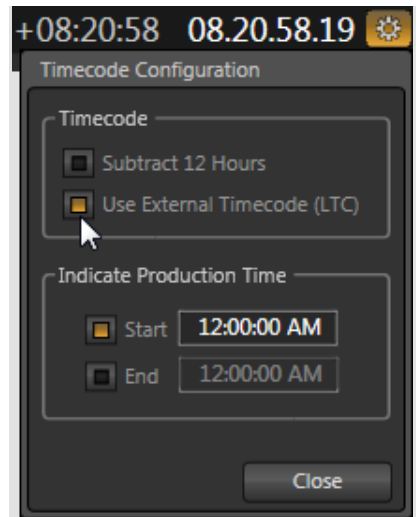 +08:20:58 08.20.58.19
Timecode Configuration
Timecode
Subtract 12 Hours
Use External Timecode (LTC)
Indicate Production Time
Start 12:00:00 AM
End 12:00:00 AM
Close